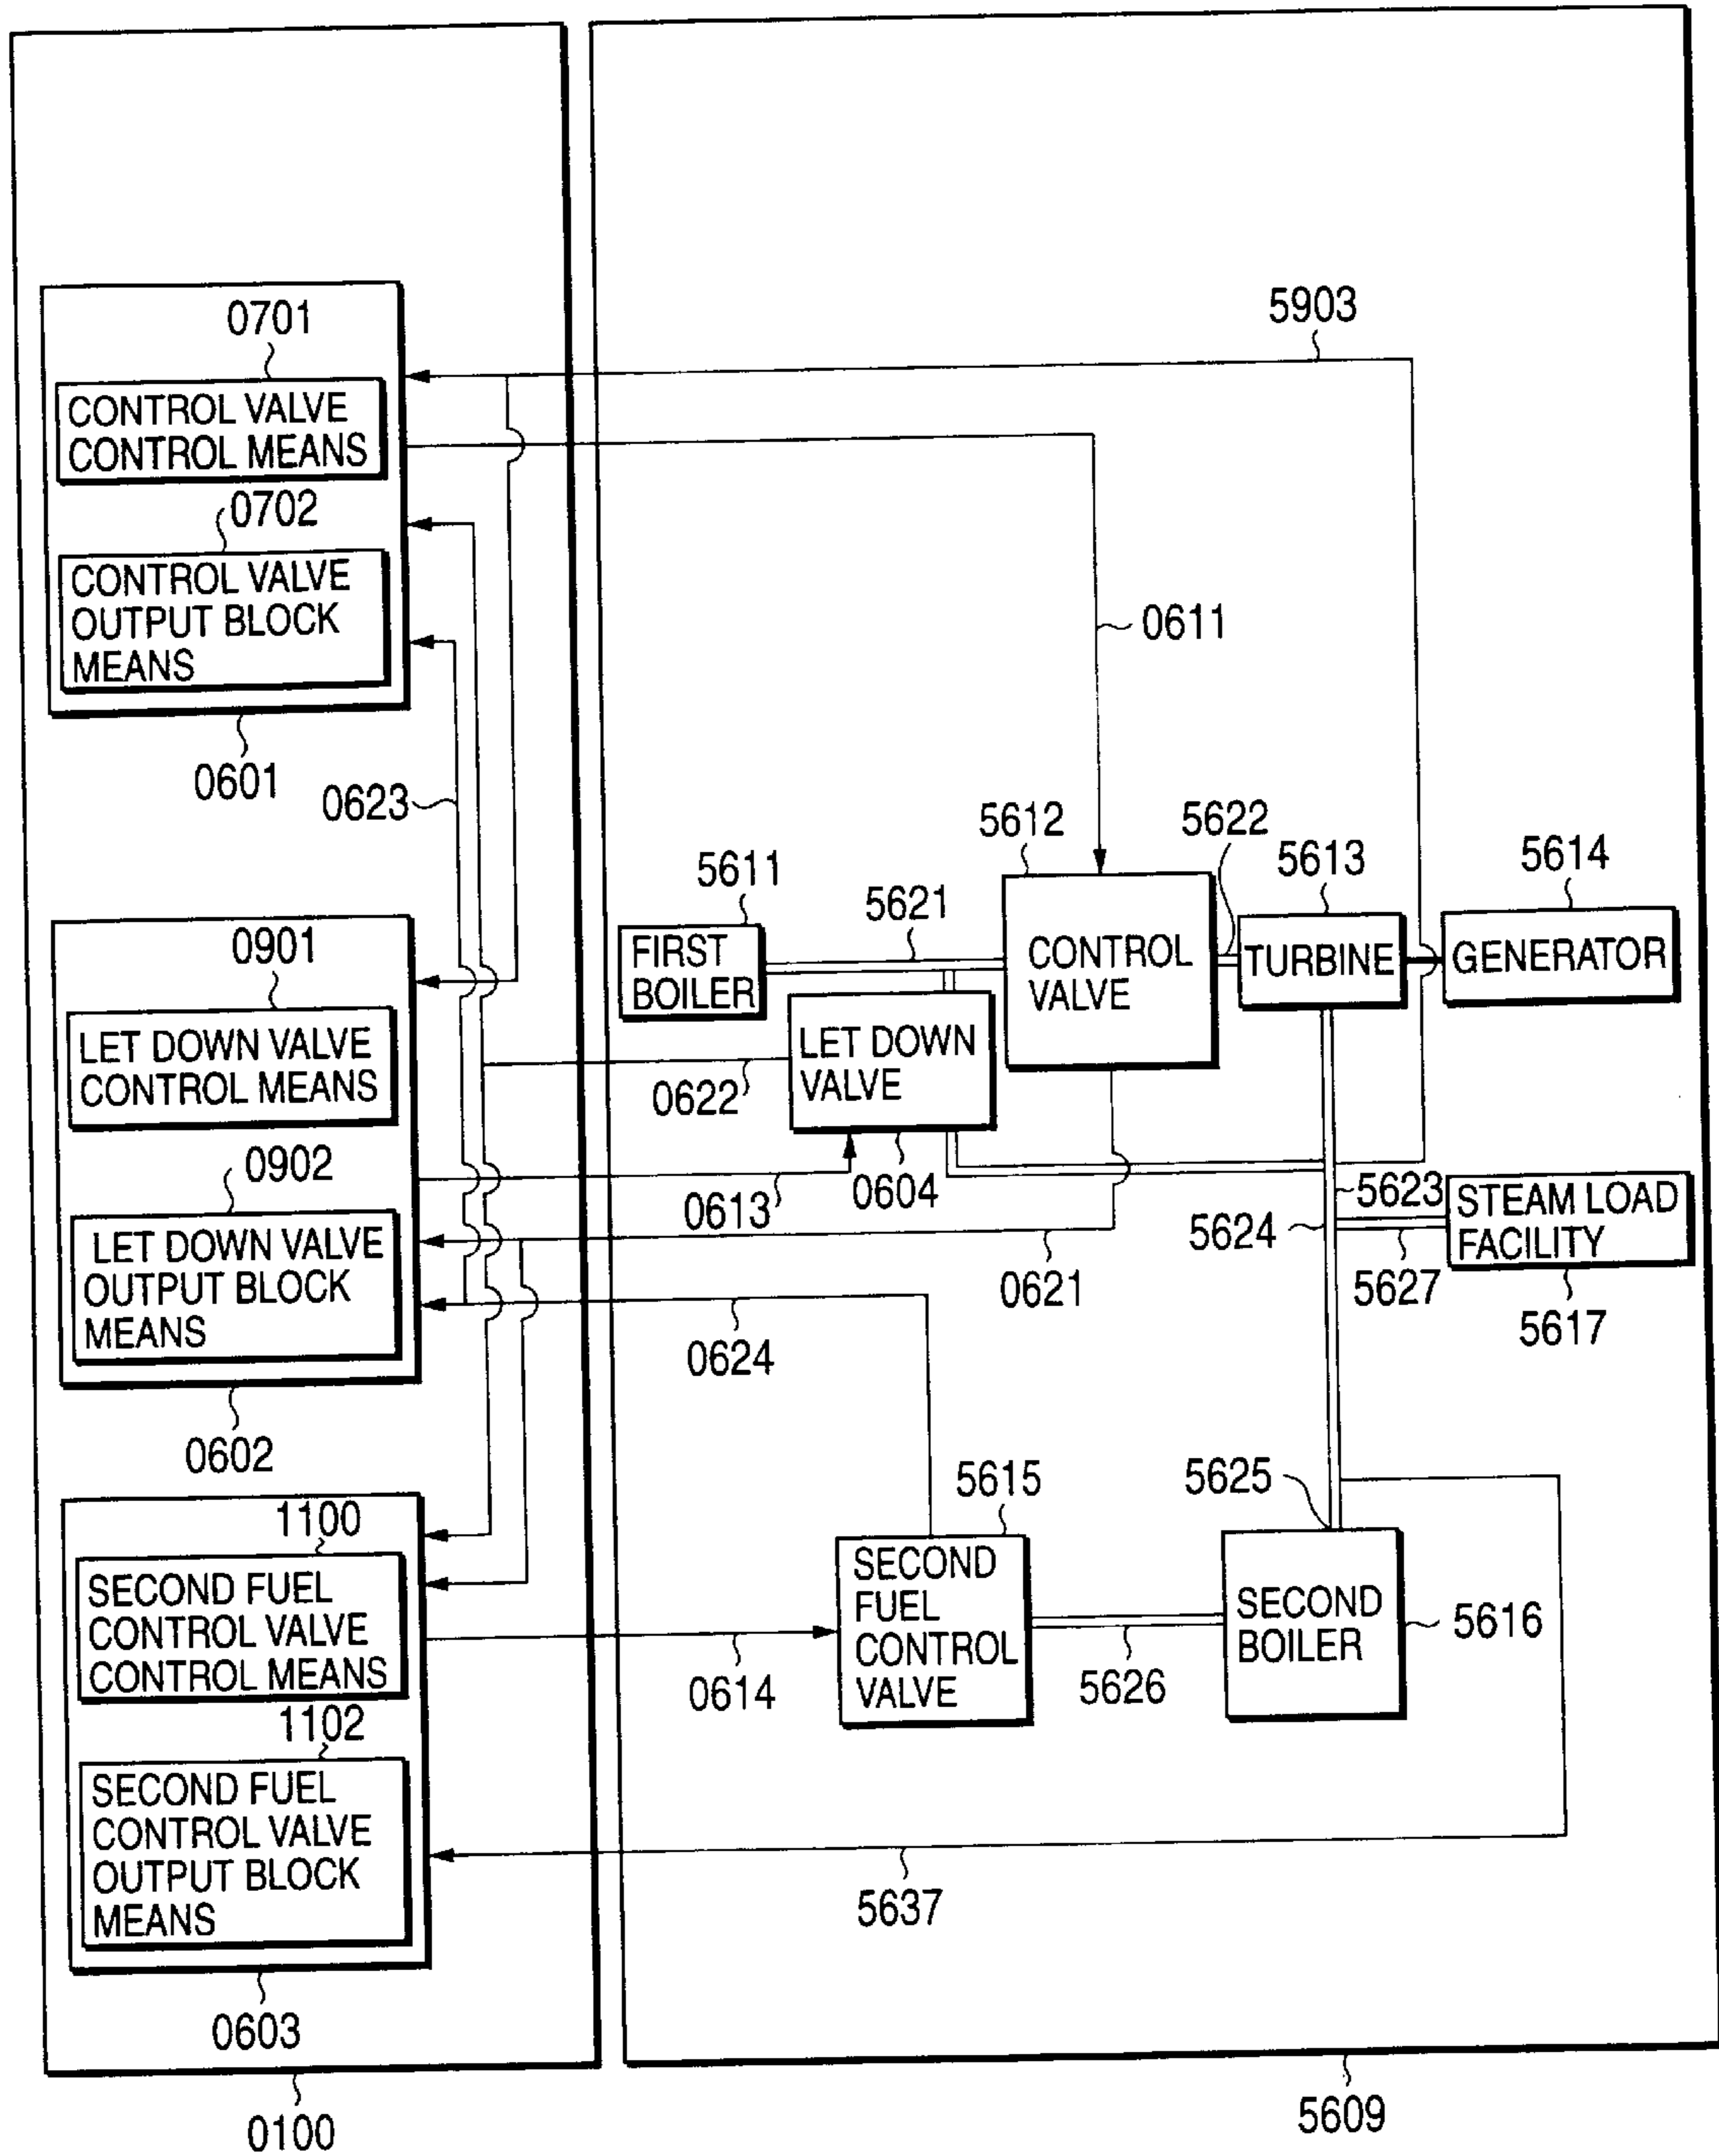 0701
CONTROL VALVE
CONTROL MEANS
0702
CONTROL VALVE
OUTPUT BLOCK
MEANS
0601
0623
0901
LET DOWN VALVE
CONTROL MEANS
0902
LET DOWN VALVE
OUTPUT BLOCK
MEANS
0602
1100
SECOND FUEL
CONTROL VALVE
CONTROL MEANS
1102
SECOND FUEL
CONTROL VALVE
OUTPUT BLOCK
MEANS
0603
0100
5903
0611
5611
FIRST
BOILER
5621
5612
CONTROL
VALVE
5622
5613
TURBINE
5614
GENERATOR
LET DOWN
VALVE
0622
0613
0604
5623
5624
STEAM LOAD
FACILITY
5627
5617
0621
0624
5615
SECOND
FUEL
CONTROL
VALVE
5625
SECOND
BOILER
5616
0614
5626
5637
5609